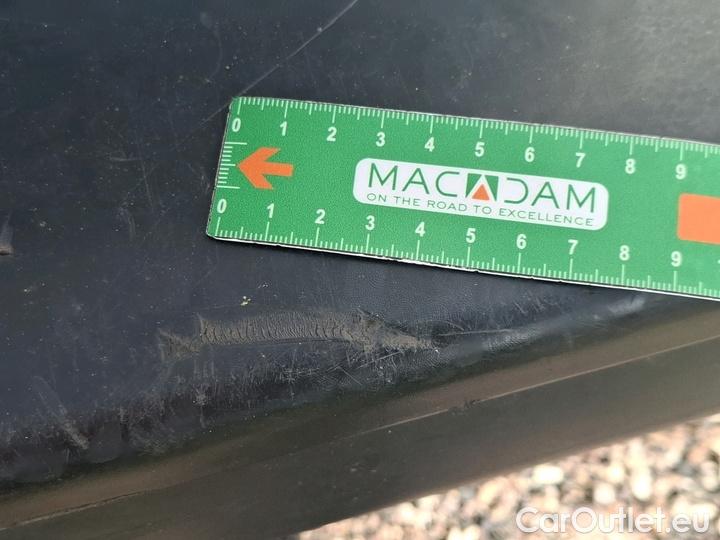 0 1 2 3 4 5 6 7 8 9
MACADAM
ON THE ROAD TO EXCELLENCE
0 1 2 3 4 5 6 7 8 9
CarOutlet.eu